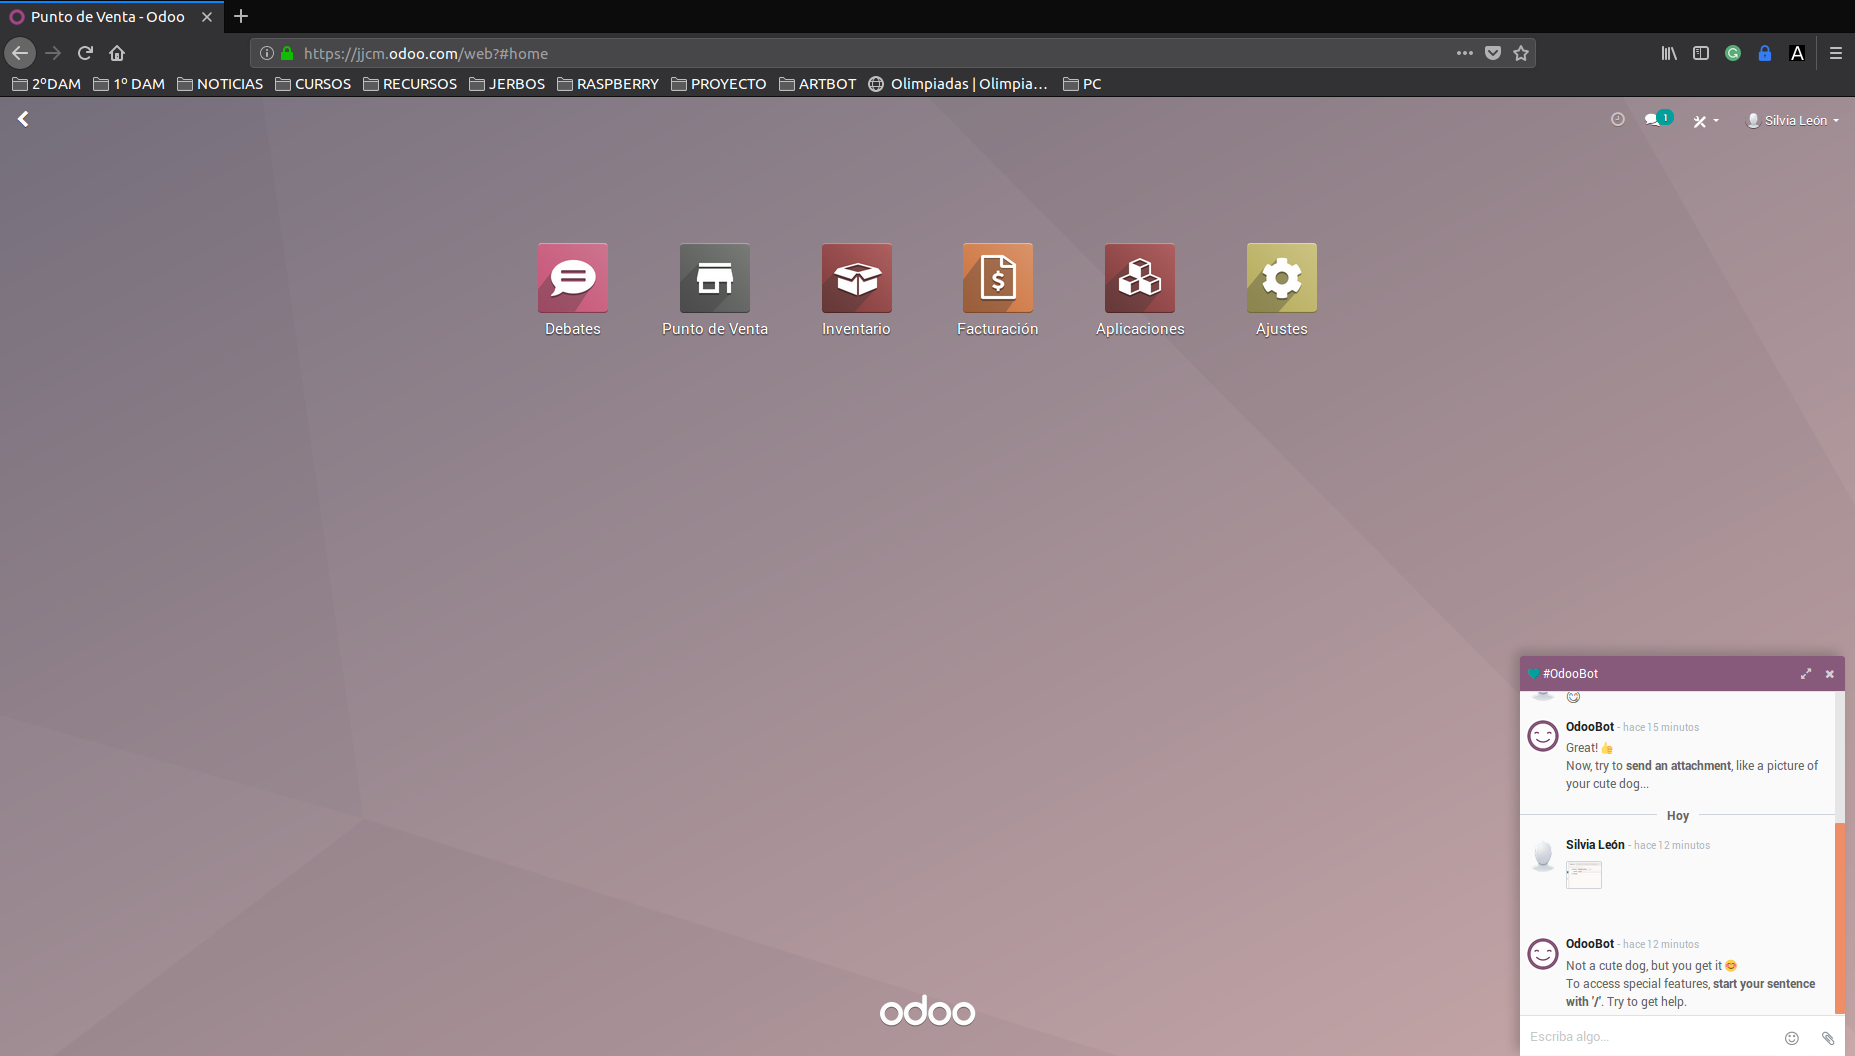 Punto de Venta - Odoo
https://jjcm.odoo.com/web?#home
2ºDAM 1º DAM NOTICIAS CURSOS RECURSOS JERBOS RASPBERRY PROYECTO ARTBOT Olimpiadas | Olimpia... PC
1 Silvia León
Debates Punto de Venta Inventario Facturación Aplicaciones Ajustes
#OdooBot
OdooBot - hace 15 minutos
Great! 👍
Now, try to send an attachment, like a picture of
your cute dog...
Hoy
Silvia León - hace 12 minutos
OdooBot - hace 12 minutos
Not a cute dog, but you get it 😊
To access special features, start your sentence
with '/'. Try to get help.
Escriba algo...
odoo